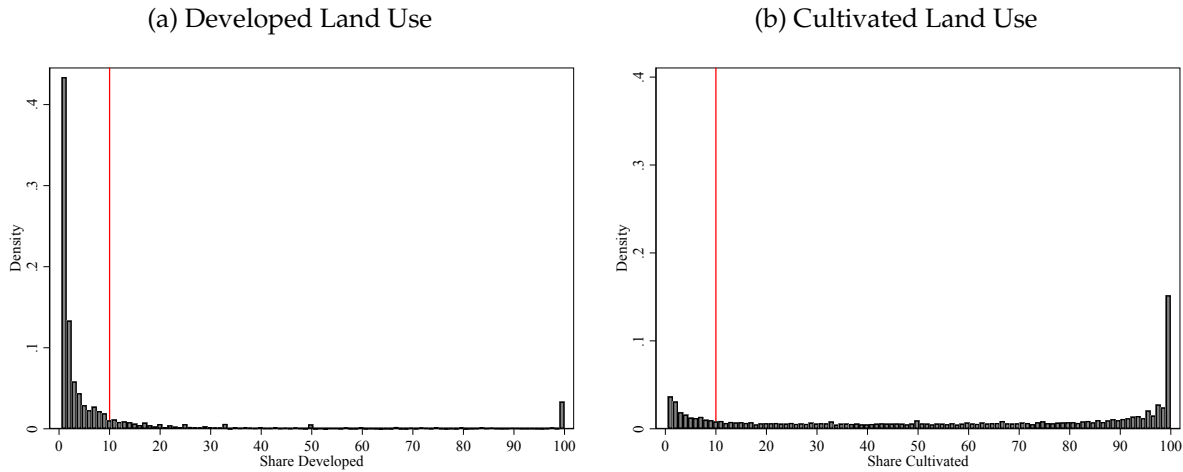 (a) Developed Land Use
.4
.3
.2
.1
0
Density
0 10 20 30 40 50 60 70 80 90 100
Share Developed
(b) Cultivated Land Use
.4
.3
.2
.1
0
Density
0 10 20 30 40 50 60 70 80 90 100
Share Cultivated